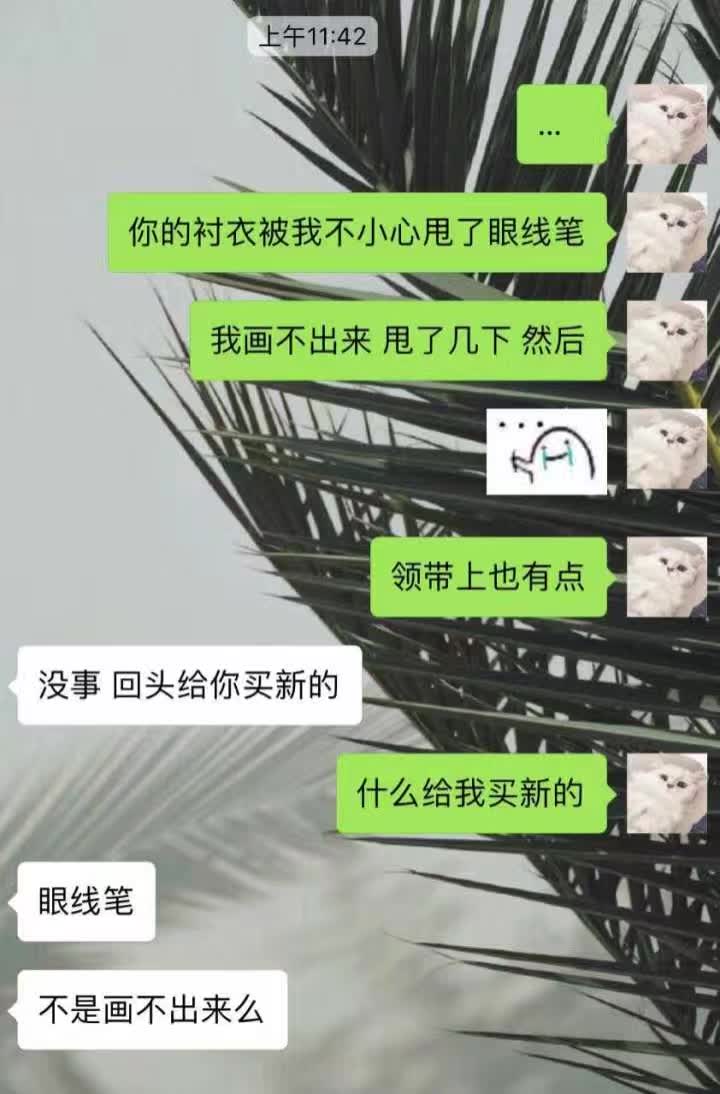 上午11:42
...
你的衬衣被我不小心甩了眼线笔
我画不出来 甩了几下 然后
...
领带上也有点
没事 回头给你买新的
什么给我买新的
眼线笔
不是画不出来么